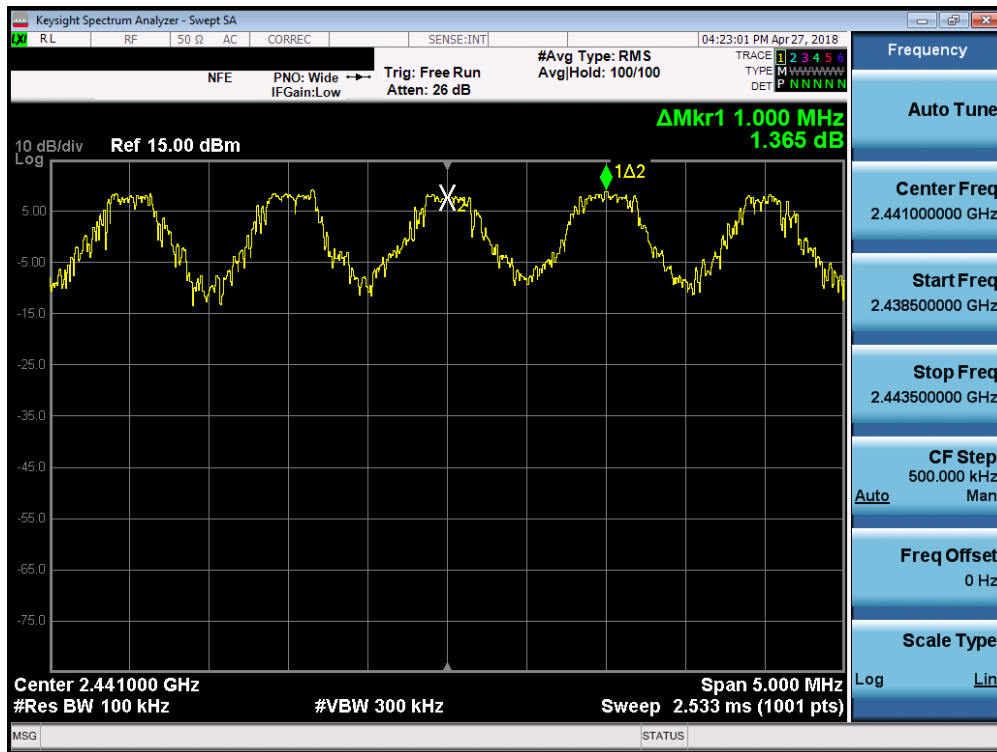 Keysight Spectrum Analyzer - Swept SA
LXI RL RF 50 Ω AC CORREC SENSE:INT 04:23:01 PM Apr 27, 2018
NFE PNO: Wide Trig: Free Run #Avg Type: RMS TRACE 1 2 3 4 5 6
IFGain:Low Atten: 26 dB Avg|Hold: 100/100 TYPE M WWWWW
DET P N N N N N
ΔMkr1 1.000 MHz
1.365 dB
10 dB/div Ref 15.00 dBm
Log
1Δ2
X2
5.00
-5.00
-15.0
-25.0
-35.0
-45.0
-55.0
-65.0
-75.0
Center 2.441000 GHz Span 5.000 MHz
#Res BW 100 kHz #VBW 300 kHz Sweep 2.533 ms (1001 pts)
MSG STATUS
Frequency
Auto Tune
Center Freq
2.441000000 GHz
Start Freq
2.438500000 GHz
Stop Freq
2.443500000 GHz
CF Step
500.000 kHz
Auto Man
Freq Offset
0 Hz
Scale Type
Log Lin